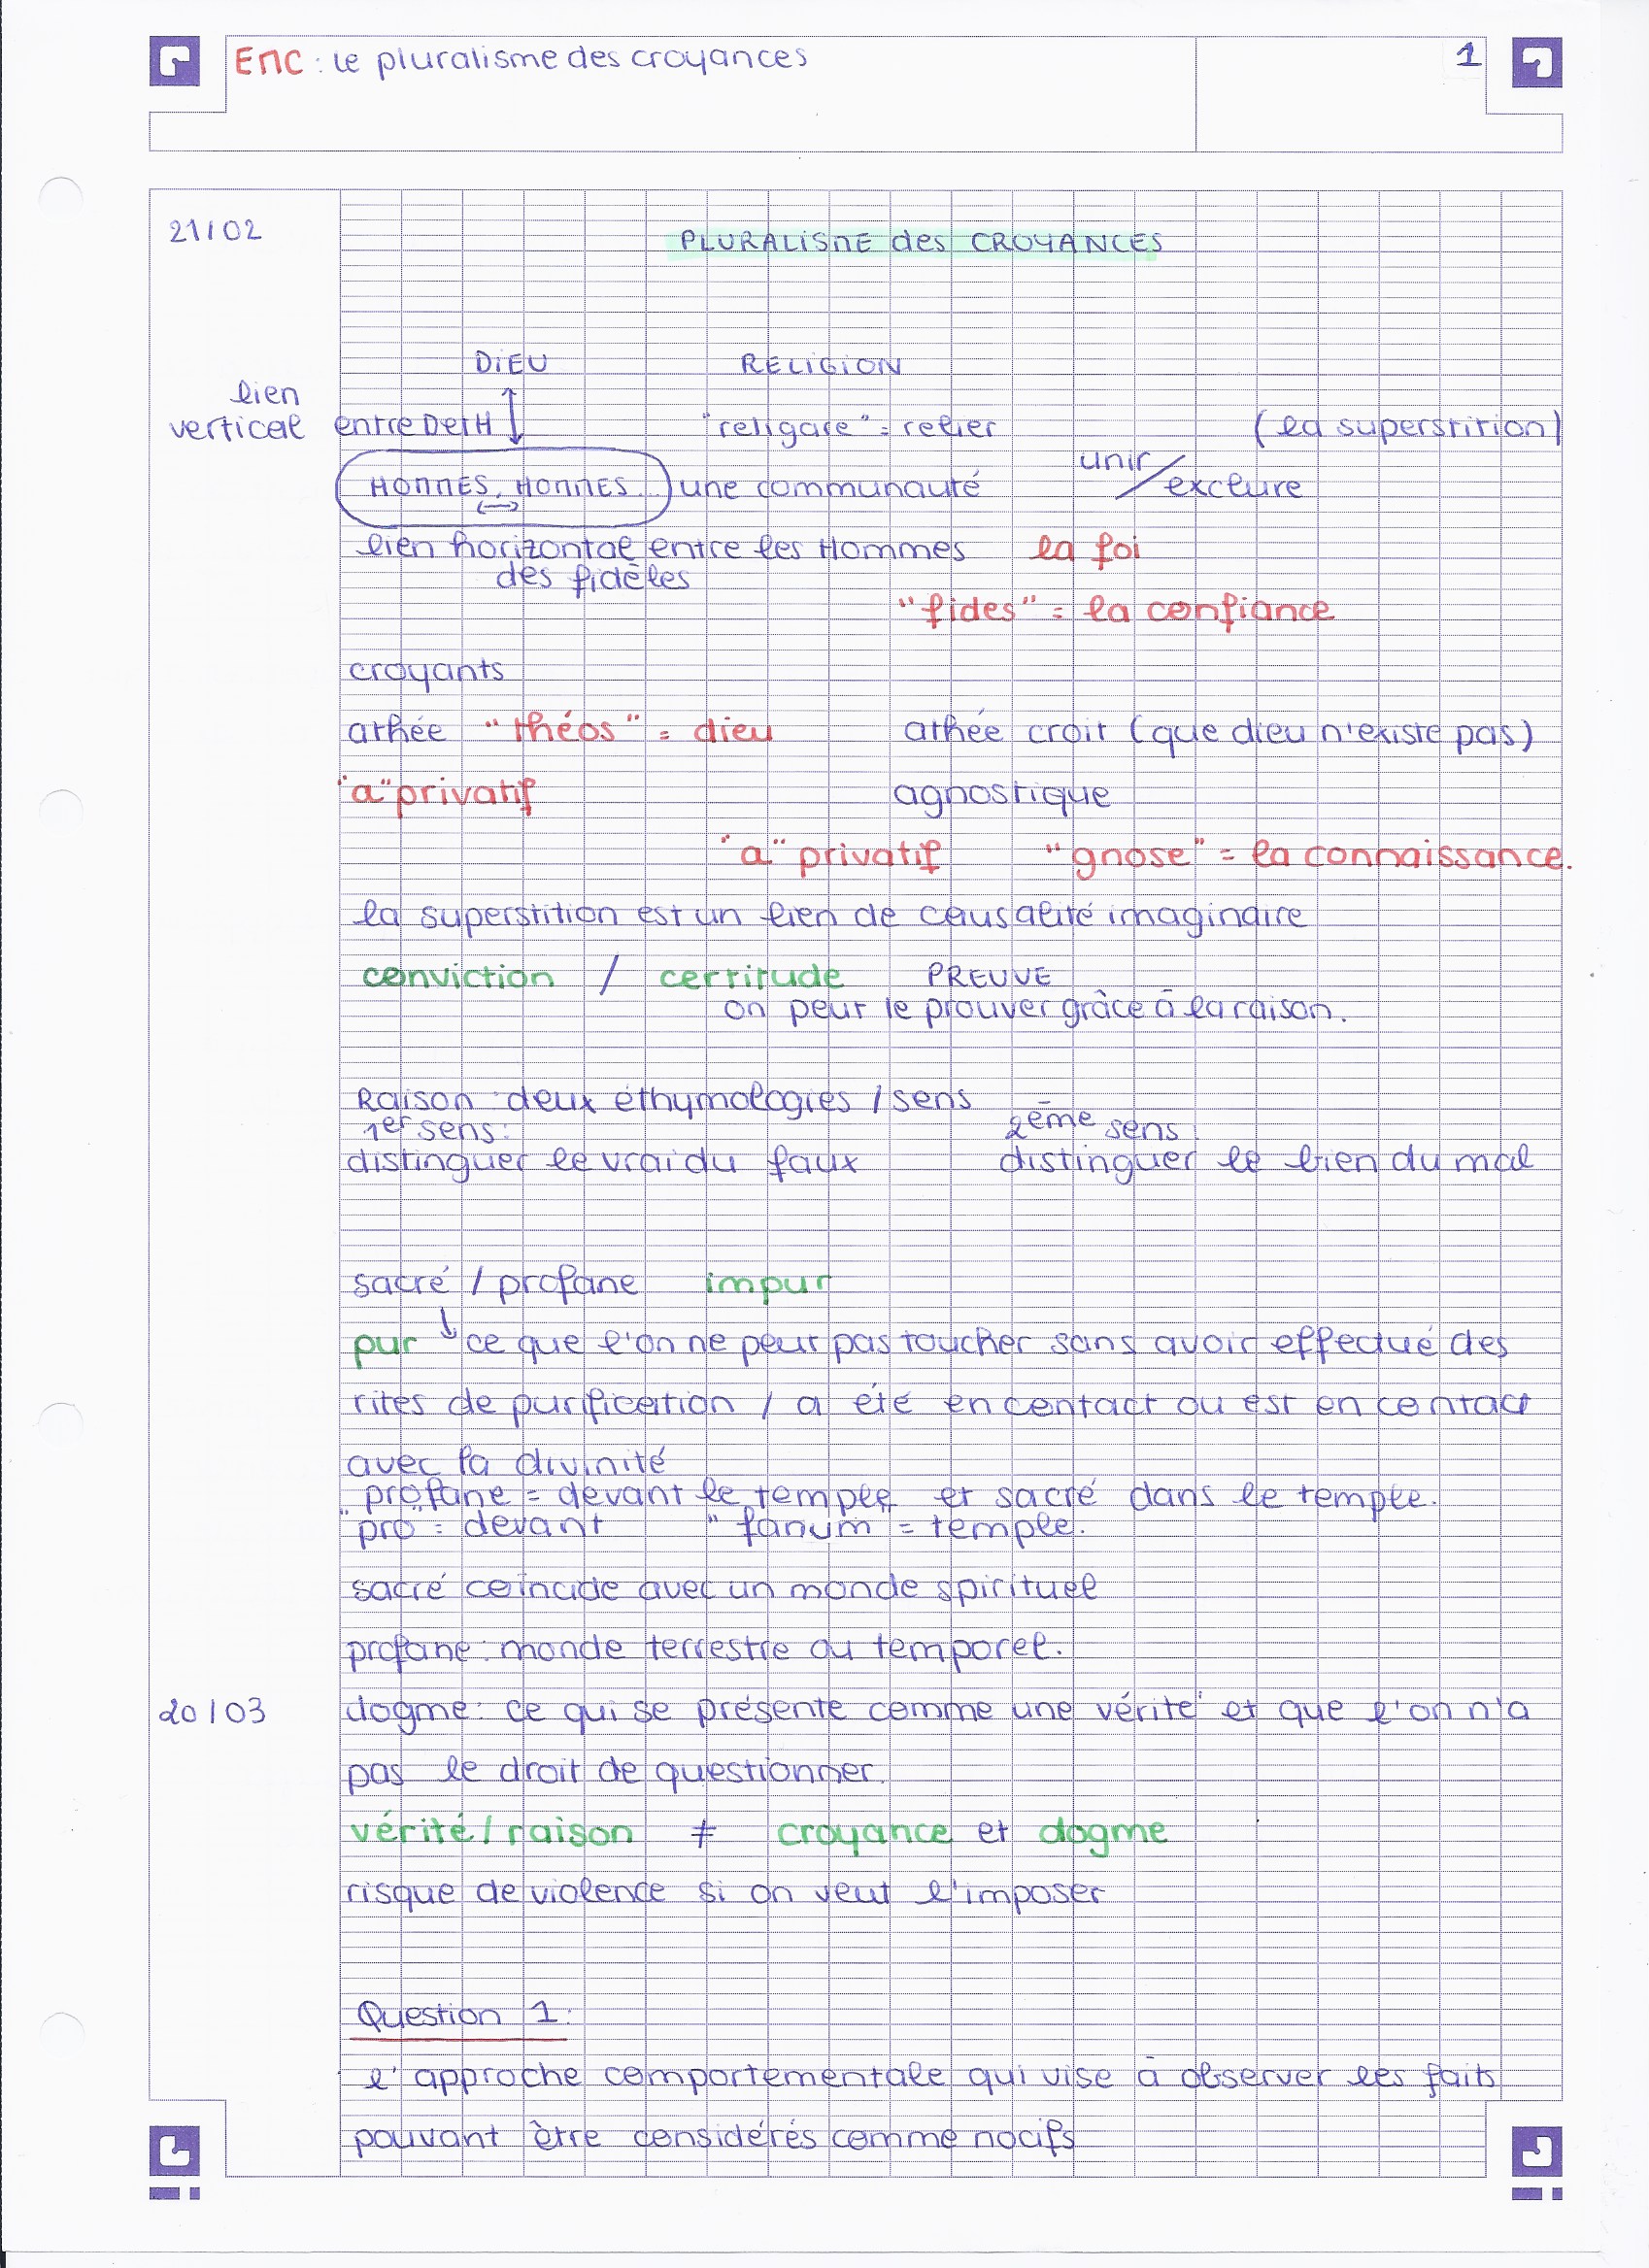 EMC : le pluralisme des croyances
1
21/02
PLURALISME des CROYANCES
DIEU RELIGION
lien
vertical entre D et H "religare" = relier (la superstition)
unir / exclure
HOMMES, HOMMES une communauté
lien horizontal entre les Hommes la foi
des fidèles
"fides" = la confiance
croyants
athée "théos" = dieu athée croit (que dieu n'existe pas)
"a" privatif agnostique
"a" privatif "gnose" = la connaissance.
la superstition est un lien de causalité imaginaire
conviction / certitude PREUVE
on peut le prouver grâce à la raison.
Raison : deux éthymologies / sens
1er sens : 2ème sens :
distinguer le vrai du faux distinguer le bien du mal
sacré / profane impur
pur ↓ ce que l'on ne peut pas toucher sans avoir effectué des
rites de purification / a été en contact ou est en contact
avec la divinité
profane = devant le temple et sacré dans le temple.
"pro" = devant "fanum" = temple.
sacré coïncide avec un monde spirituel
profane : monde terrestre ou temporel.
20/03 dogme : ce qui se présente comme une vérité et que l'on n'a
pas le droit de questionner.
vérité / raison ≠ croyance et dogme
risque de violence si on veut l'imposer
Question 1 :
l'approche comportementale qui vise à observer les faits
pouvant être considérés comme nocifs